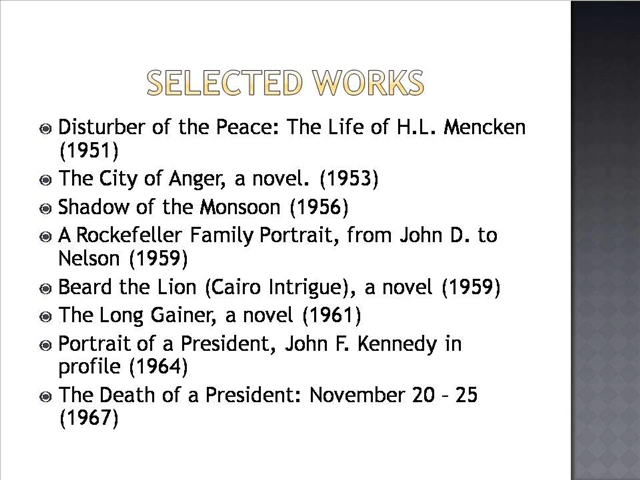 SELECTED WORKS
Disturber of the Peace: The Life of H.L. Mencken
(1951)
The City of Anger, a novel. (1953)
Shadow of the Monsoon (1956)
A Rockefeller Family Portrait, from John D. to
Nelson (1959)
Beard the Lion (Cairo Intrigue), a novel (1959)
The Long Gainer, a novel (1961)
Portrait of a President, John F. Kennedy in
profile (1964)
The Death of a President: November 20 – 25
(1967)